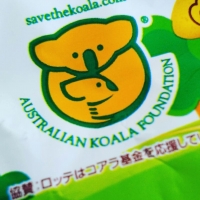 savethekoala.com
®
AUSTRALIAN KOALA FOUNDATION
協賛：ロッテはコアラ基金を応援してい